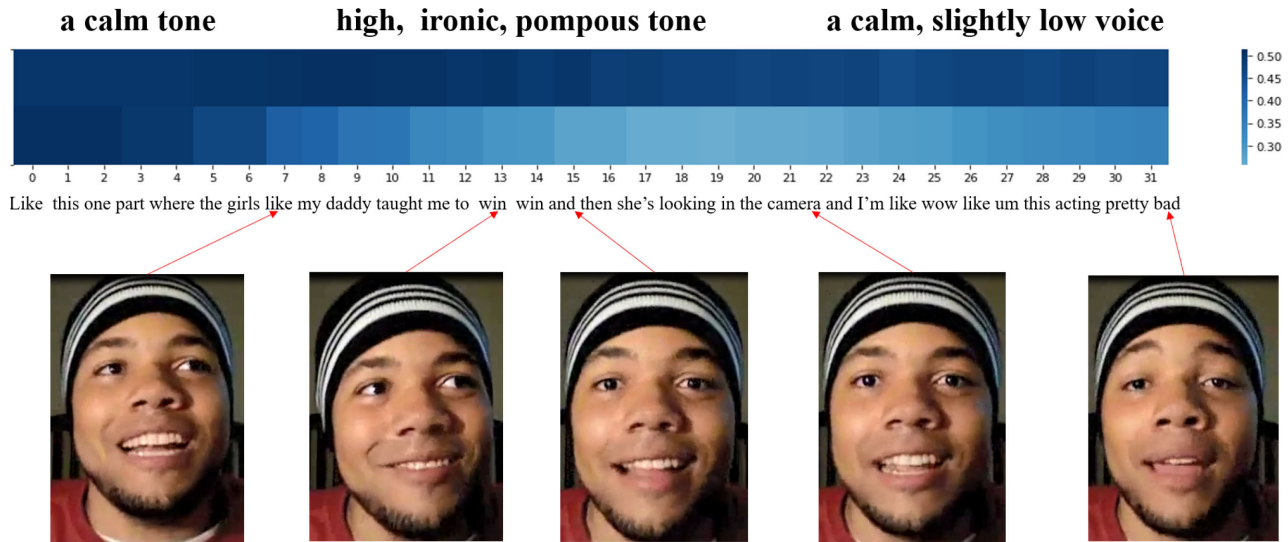 a calm tone high, ironic, pompous tone a calm, slightly low voice
0.50
0.45
0.40
0.35
0.30
0 1 2 3 4 5 6 7 8 9 10 11 12 13 14 15 16 17 18 19 20 21 22 23 24 25 26 27 28 29 30 31
Like this one part where the girls like my daddy taught me to win win and then she's looking in the camera and I'm like wow like um this acting pretty bad